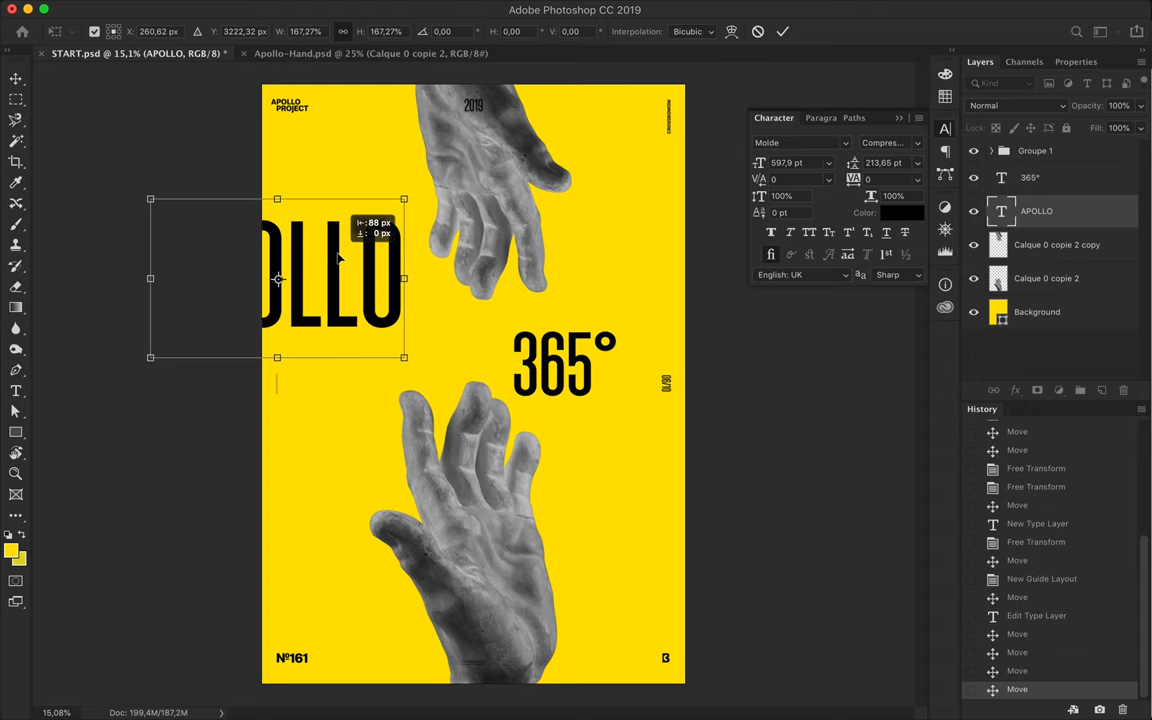 Adobe Photoshop CC 2019
X: 260,62 px Y: 3222,32 px W: 167,27% H: 167,27% 0,00 ° H: 0,00 ° V: 0,00 ° Interpolation: Bicubic
START.psd @ 15,1% (APOLLO, RGB/8) *
Apollo-Hand.psd @ 25% (Calque 0 copie 2, RGB/8#)
APOLLO
PROJECT
2019
CROSSBOWOM
88 px
0 px
OLLO
365°
06/10
Nº161
B
Character Paragra Paths
Molde Compres...
597,9 pt 213,65 pt
V/A 0 VA 0
100% 100%
0 pt Color:
English: UK aa Sharp
Layers Channels Properties
Kind
Normal Opacity: 100%
Lock: Fill: 100%
Groupe 1
365°
APOLLO
Calque 0 copie 2 copy
Calque 0 copie 2
Background
fx
History
Move
Move
Free Transform
Free Transform
Move
New Type Layer
Free Transform
Move
New Guide Layout
Move
Edit Type Layer
Move
Move
Move
Move
15,08% Doc: 199,4M/187,2M